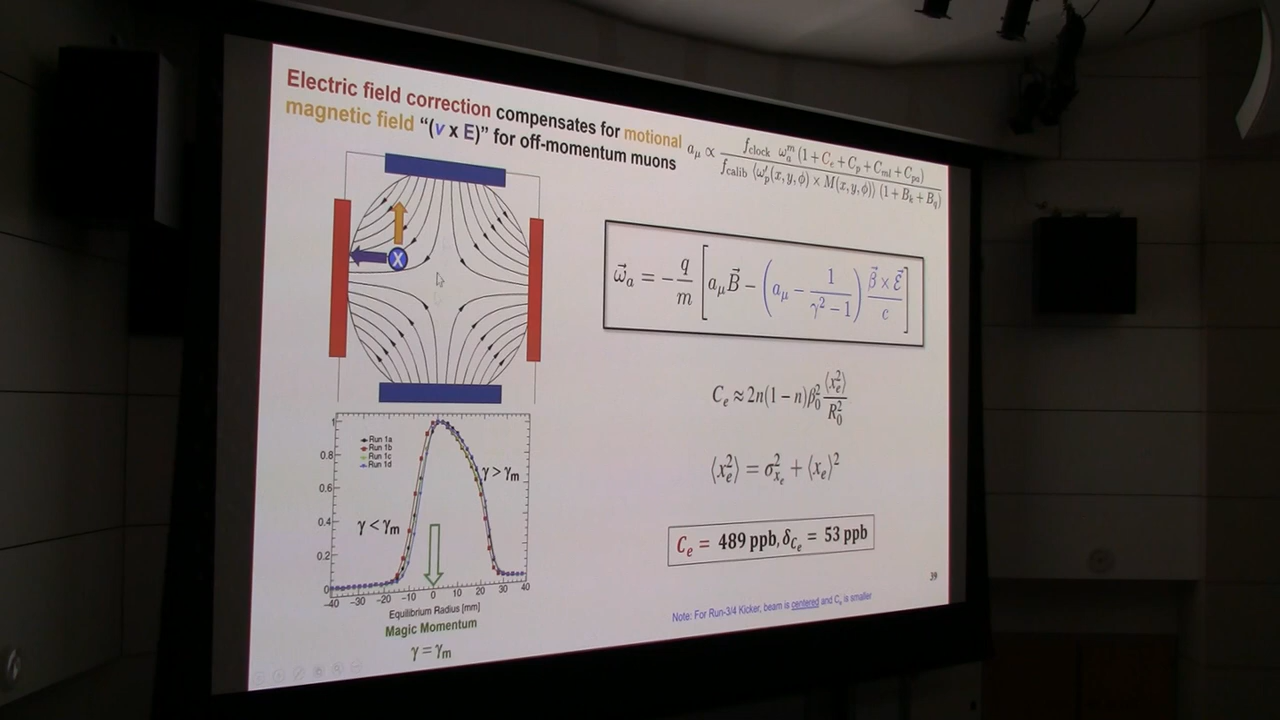 Electric field correction compensates for motional
magnetic field “(v x E)” for off-momentum muons
a_μ ∝ f_clock ω_a^m (1 + C_e + C_p + C_ml + C_pa) / f_calib ⟨ω′_p(x, y, ϕ) × M(x, y, ϕ)⟩ (1 + B_k + B_q)
X
ω⃗_a = − q/m [ a_μ B⃗ − ( a_μ − 1/(γ² − 1) ) (β⃗ × ℰ⃗)/c ]
C_e ≈ 2n(1 − n)β_0² ⟨x_e²⟩/R_0²
⟨x_e²⟩ = σ²_{x_e} + ⟨x_e⟩²
C_e = 489 ppb, δ_{C_e} = 53 ppb
1
0.8
0.6
0.4
0.2
0
Run 1a
Run 1b
Run 1c
Run 1d
γ > γ_m
γ < γ_m
−40 −30 −20 −10 0 10 20 30 40
Equilibrium Radius [mm]
Magic Momentum
γ = γ_m
39
Note: For Run-3/4 Kicker, beam is centered and C_e is smaller